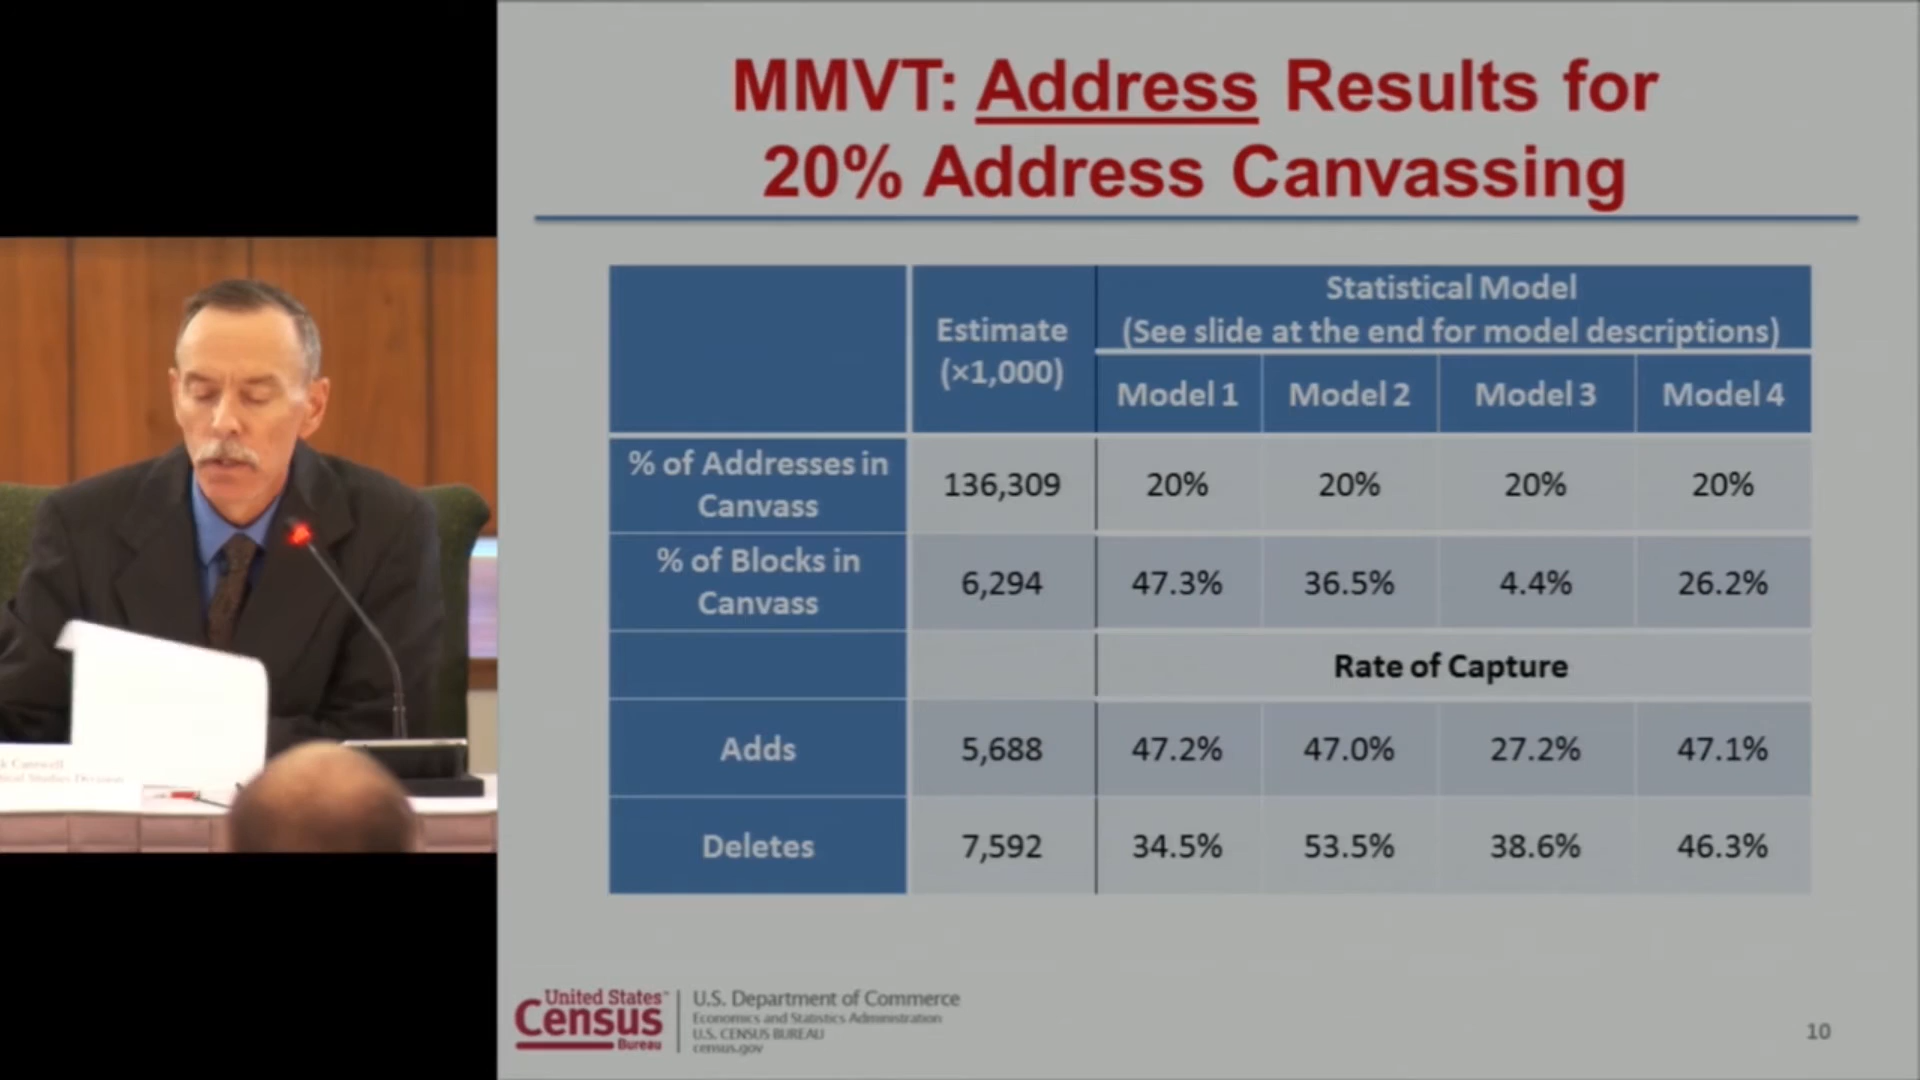 MMVT: Address Results for
20% Address Canvassing
Estimate
(×1,000)
Statistical Model
(See slide at the end for model descriptions)
Model 1 Model 2 Model 3 Model 4
% of Addresses in
Canvass
136,309 20% 20% 20% 20%
% of Blocks in
Canvass
6,294 47.3% 36.5% 4.4% 26.2%
Rate of Capture
Adds 5,688 47.2% 47.0% 27.2% 47.1%
Deletes 7,592 34.5% 53.5% 38.6% 46.3%
United States™
Census
Bureau
U.S. Department of Commerce
Economics and Statistics Administration
U.S. CENSUS BUREAU
census.gov
10